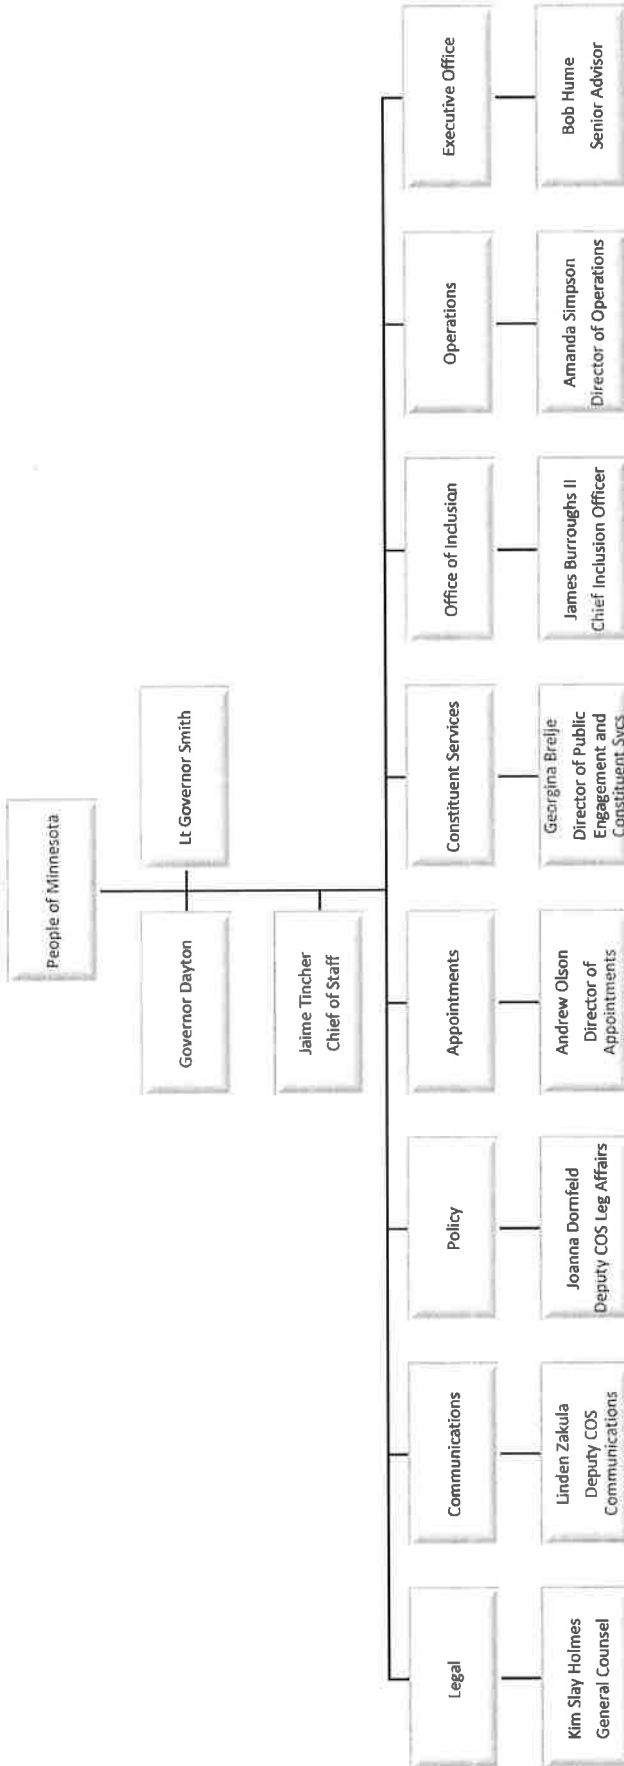 People of Minnesota
Governor Dayton
Lt Governor Smith
Jaime Tincher
Chief of Staff
Legal
Communications
Policy
Appointments
Constituent Services
Office of Inclusion
Operations
Executive Office
Kim Slay Holmes
General Counsel
Linden Zakula
Deputy COS
Communications
Joanna Dornfeld
Deputy COS Leg Affairs
Andrew Olson
Director of
Appointments
Georgina Brelje
Director of Public
Engagement and
Constituent Svcs
James Burroughs II
Chief Inclusion Officer
Amanda Simpson
Director of Operations
Bob Hume
Senior Advisor